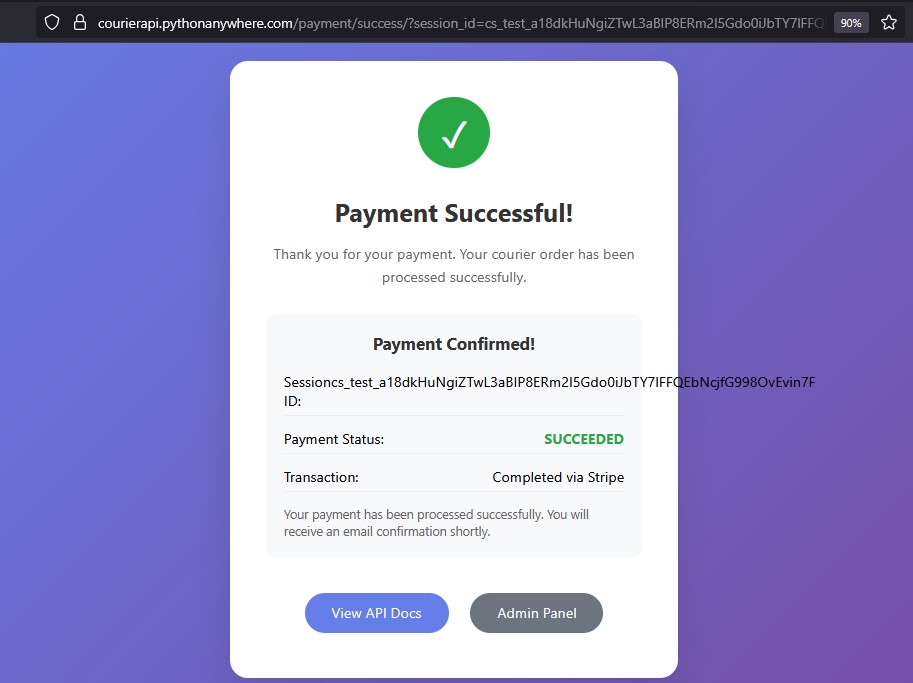 courierapi.pythonanywhere.com/payment/success/?session_id=cs_test_a18dkHuNgiZTwL3aBIP8ERm2I5Gdo0iJbTY7IFFQ
90%
✓
Payment Successful!
Thank you for your payment. Your courier order has been
processed successfully.
Payment Confirmed!
Sessioncs_test_a18dkHuNgiZTwL3aBIP8ERm2I5Gdo0iJbTY7IFFQEbNcjfG998OvEvin7F
ID:
Payment Status: SUCCEEDED
Transaction: Completed via Stripe
Your payment has been processed successfully. You will
receive an email confirmation shortly.
View API Docs Admin Panel